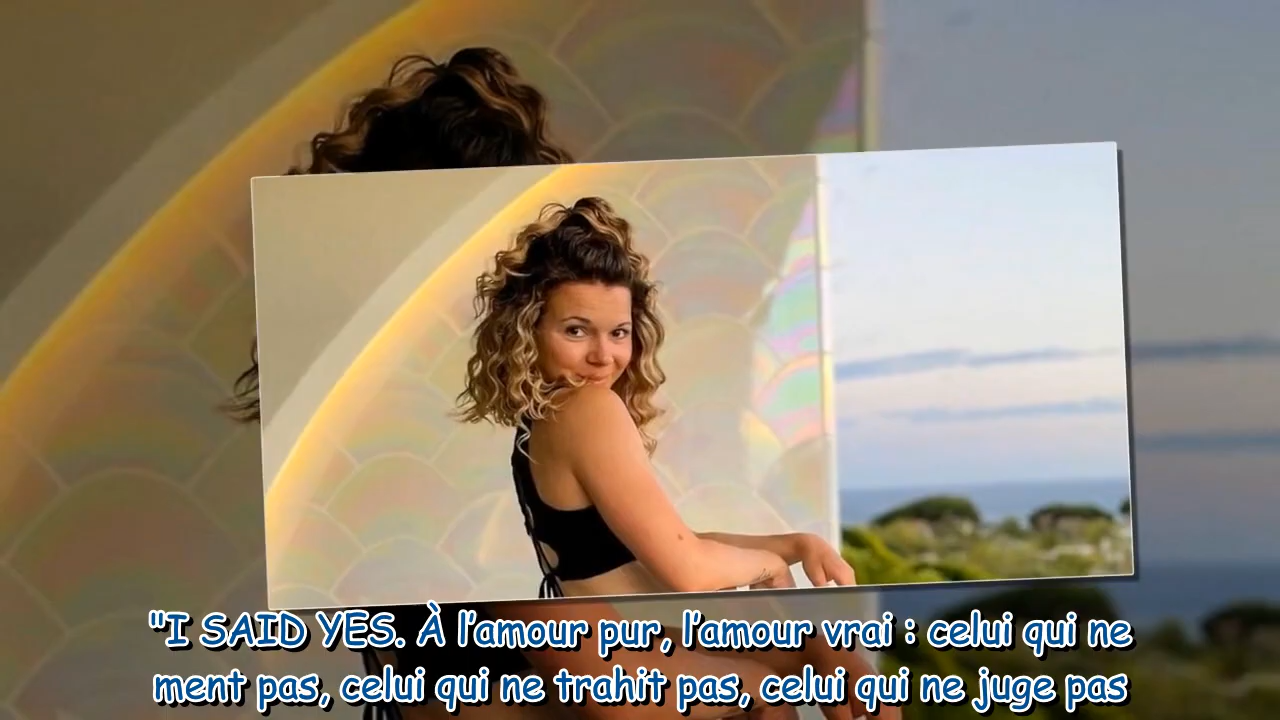 "I SAID YES. À l’amour pur, l’amour vrai : celui qui ne
ment pas, celui qui ne trahit pas, celui qui ne juge pas